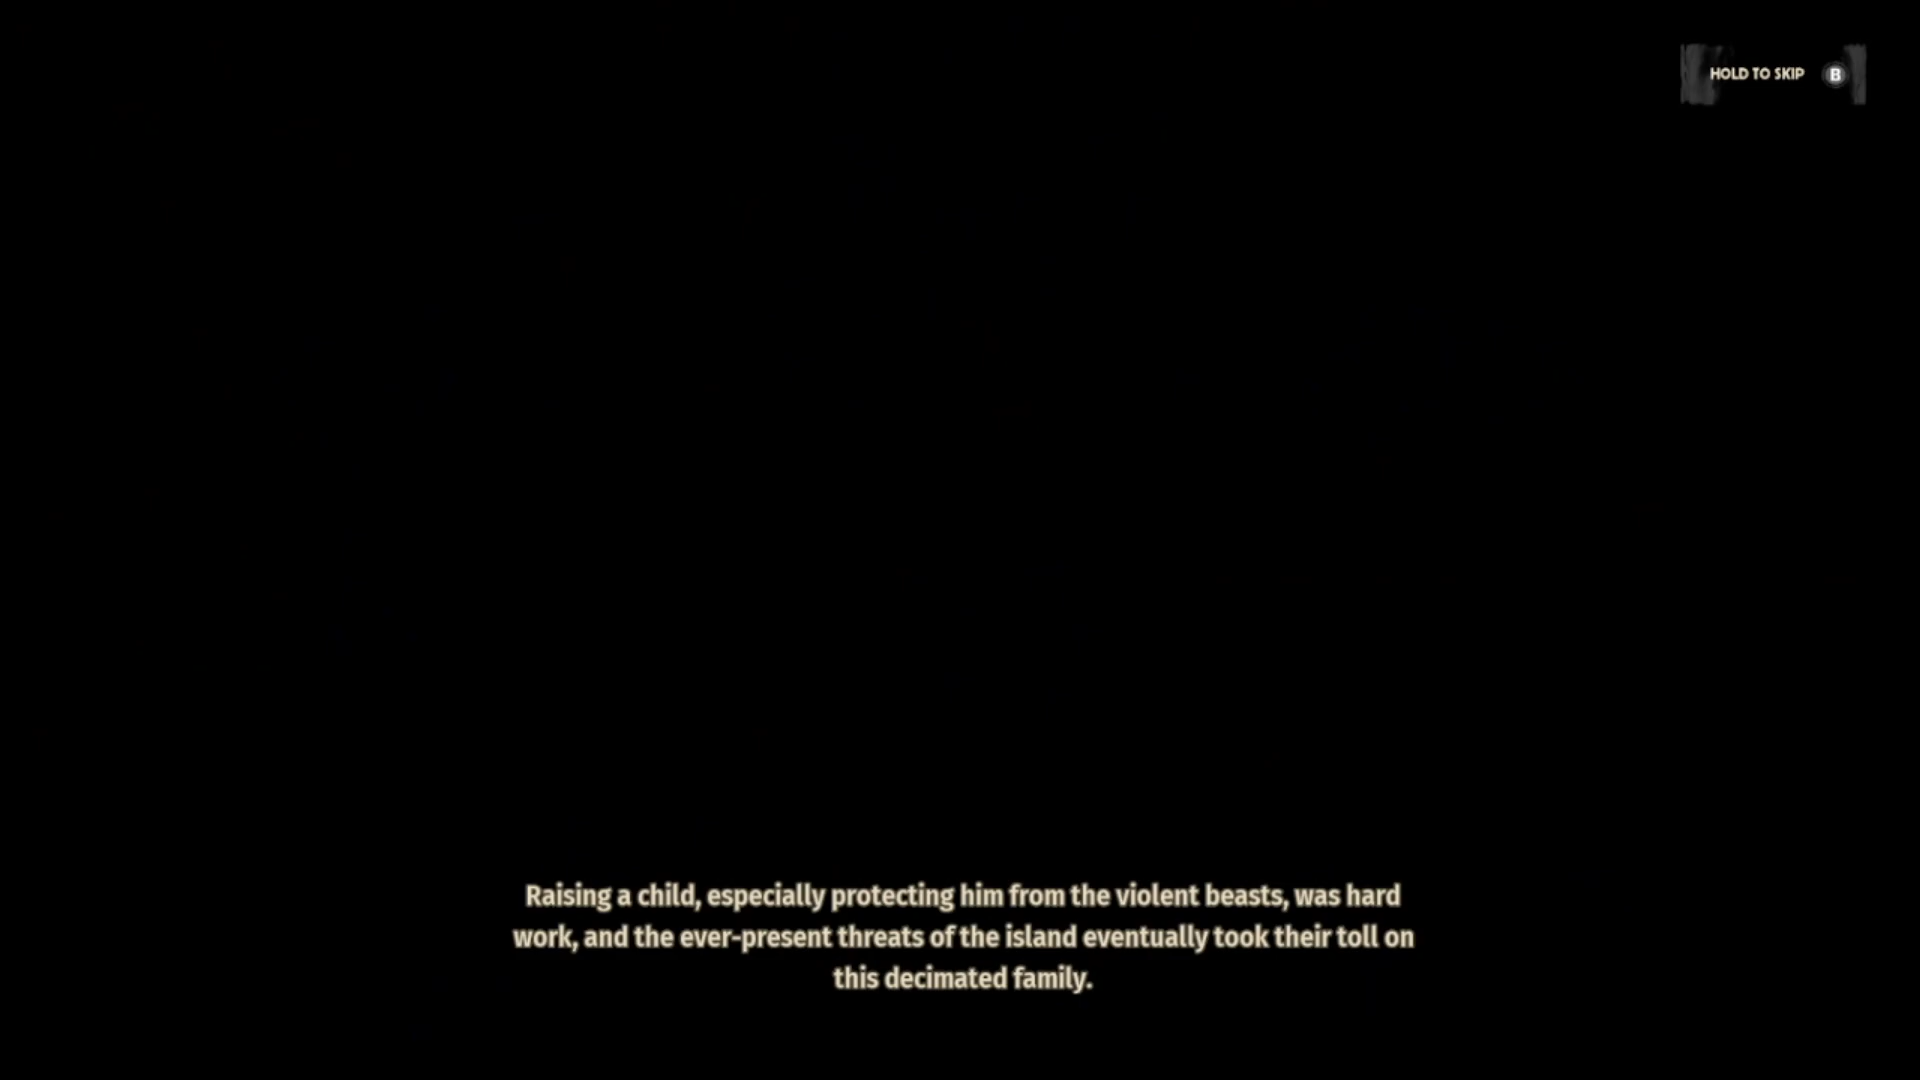 HOLD TO SKIP B
Raising a child, especially protecting him from the violent beasts, was hard
work, and the ever-present threats of the island eventually took their toll on
this decimated family.